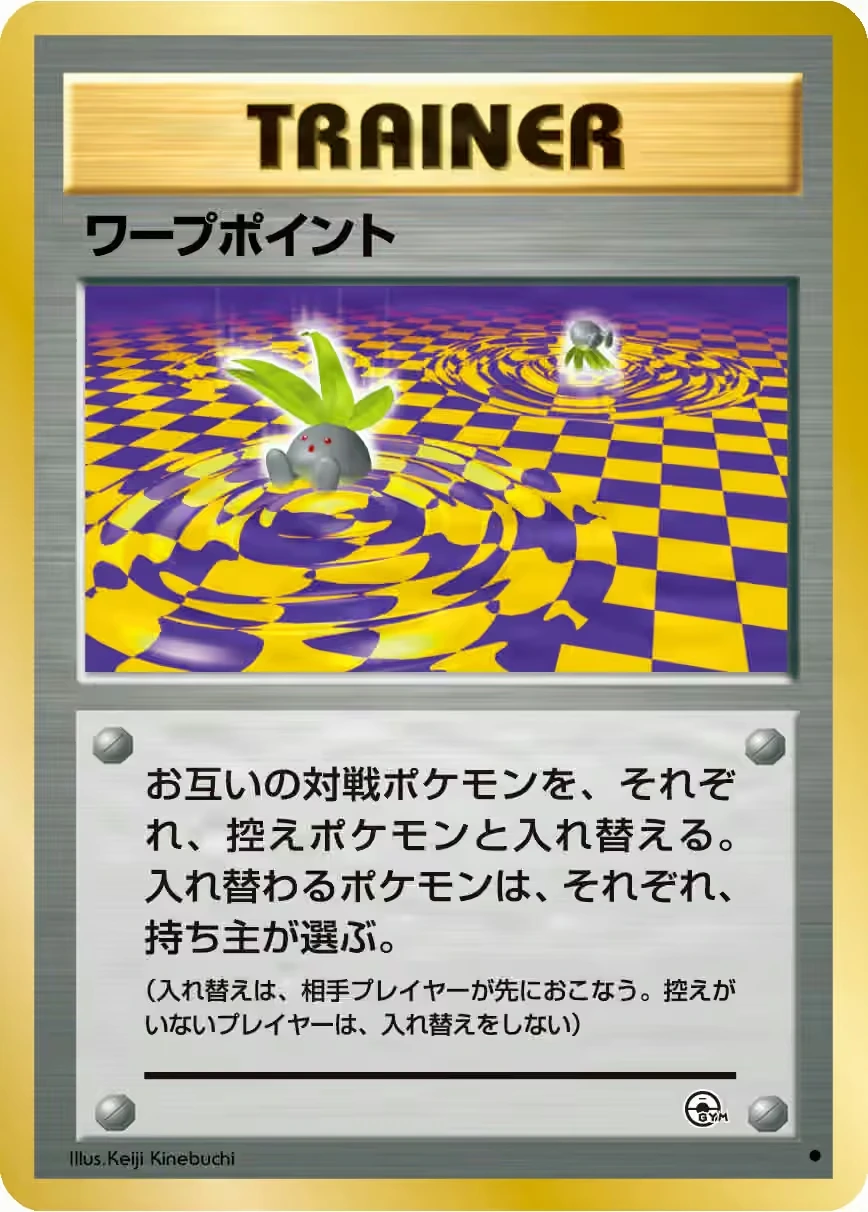 TRAINER
ワープポイント
お互いの対戦ポケモンを、それぞ
れ、控えポケモンと入れ替える。
入れ替わるポケモンは、それぞれ、
持ち主が選ぶ。
（入れ替えは、相手プレイヤーが先におこなう。控えが
いないプレイヤーは、入れ替えをしない）
GYM
Illus.Keiji Kinebuchi